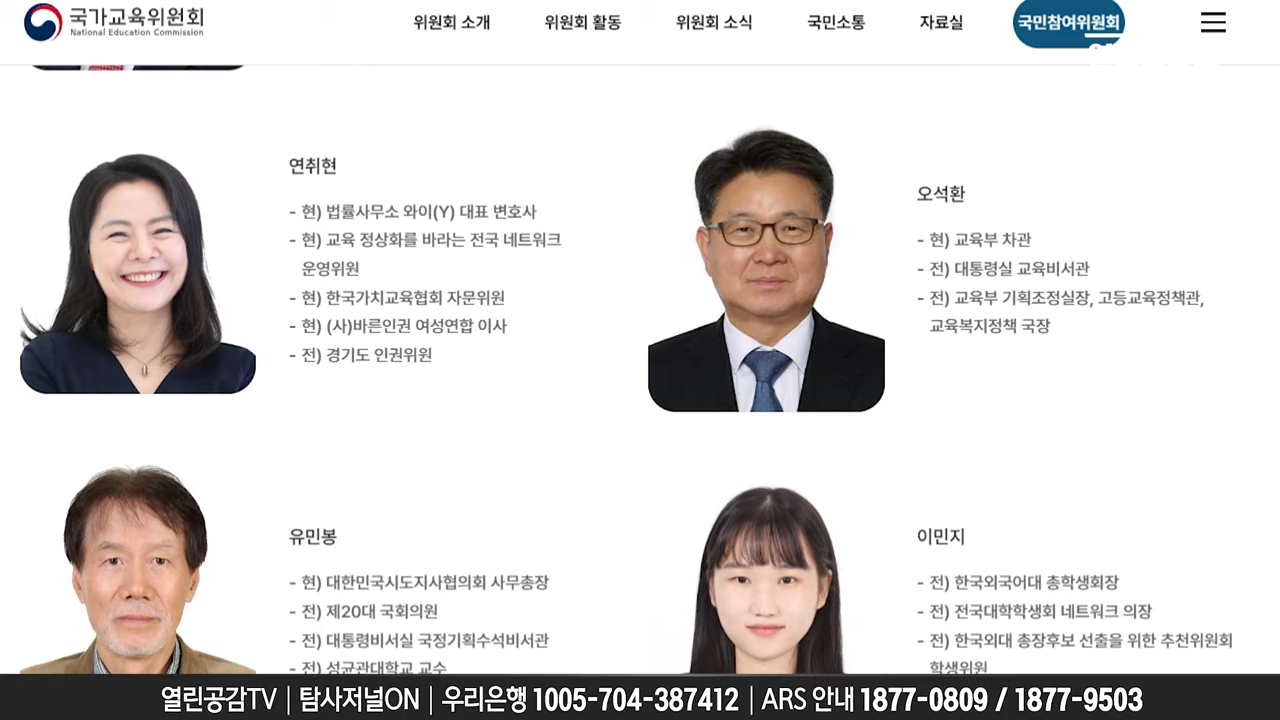 국가교육위원회
National Education Commission
위원회 소개
위원회 활동
위원회 소식
국민소통
자료실
국민참여위원회
연취현
- 현) 법률사무소 와이(Y) 대표 변호사
- 현) 교육 정상화를 바라는 전국 네트워크
운영위원
- 현) 한국가치교육협회 자문위원
- 현) (사)바른인권 여성연합 이사
- 전) 경기도 인권위원
오석환
- 현) 교육부 차관
- 전) 대통령실 교육비서관
- 전) 교육부 기획조정실장, 고등교육정책관,
교육복지정책 국장
유민봉
- 현) 대한민국시도지사협의회 사무총장
- 전) 제20대 국회의원
- 전) 대통령비서실 국정기획수석비서관
- 전) 성균관대학교 교수
이민지
- 전) 한국외국어대 총학생회장
- 전) 전국대학학생회 네트워크 의장
- 전) 한국외대 총장후보 선출을 위한 추천위원회
학생위원
열린공감TV | 탐사저널ON | 우리은행 1005-704-387412 | ARS 안내 1877-0809 / 1877-9503